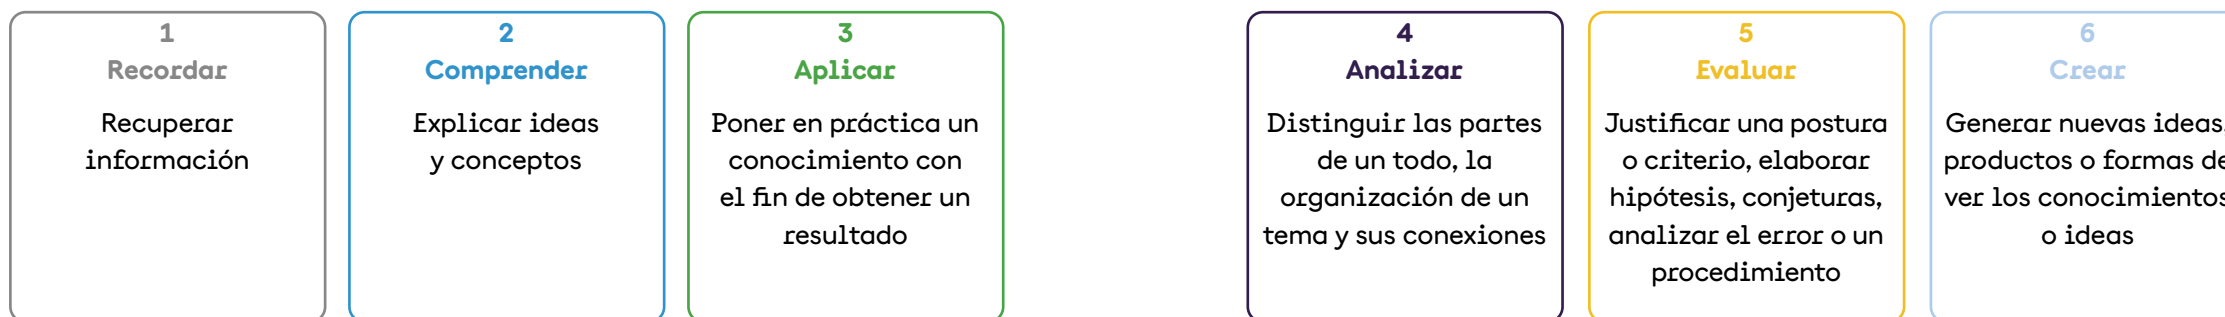 1
Recordar
Recuperar
información
2
Comprender
Explicar ideas
y conceptos
3
Aplicar
Poner en práctica un
conocimiento con
el fin de obtener un
resultado
4
Analizar
Distinguir las partes
de un todo, la
organización de un
tema y sus conexiones
5
Evaluar
Justificar una postura
o criterio, elaborar
hipótesis, conjeturas,
analizar el error o un
procedimiento
6
Crear
Generar nuevas ideas,
productos o formas de
ver los conocimientos
o ideas